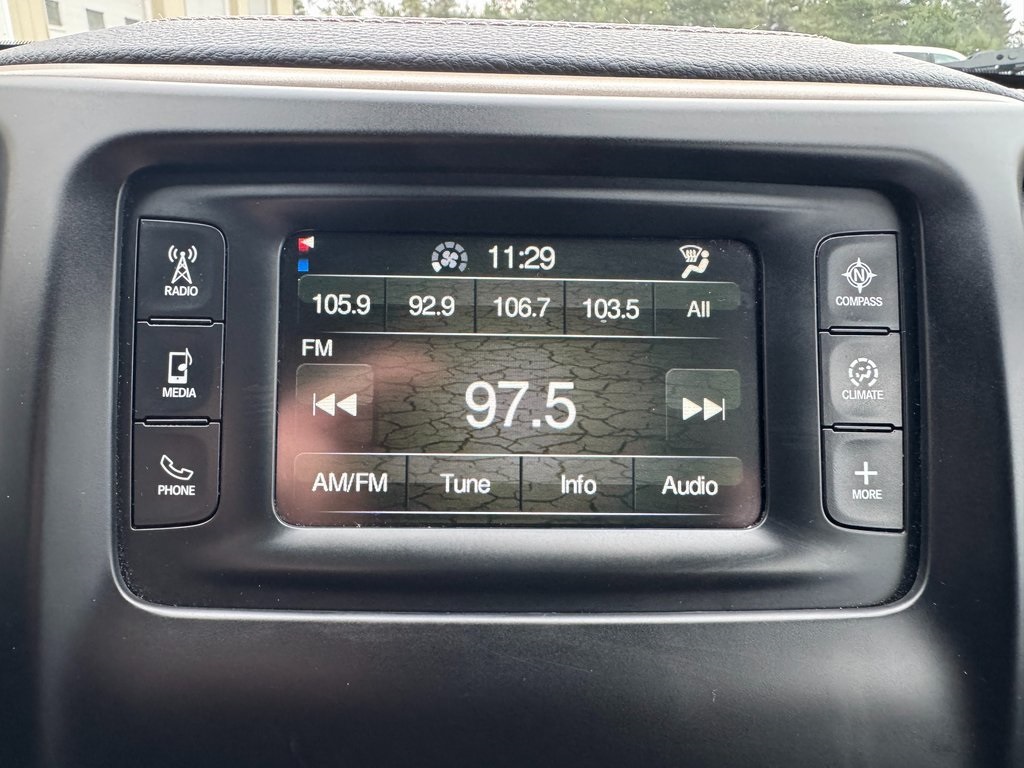 11:29
105.9 92.9 106.7 103.5 All
FM
97.5
AM/FM Tune Info Audio
RADIO
MEDIA
PHONE
N
COMPASS
CLIMATE
MORE